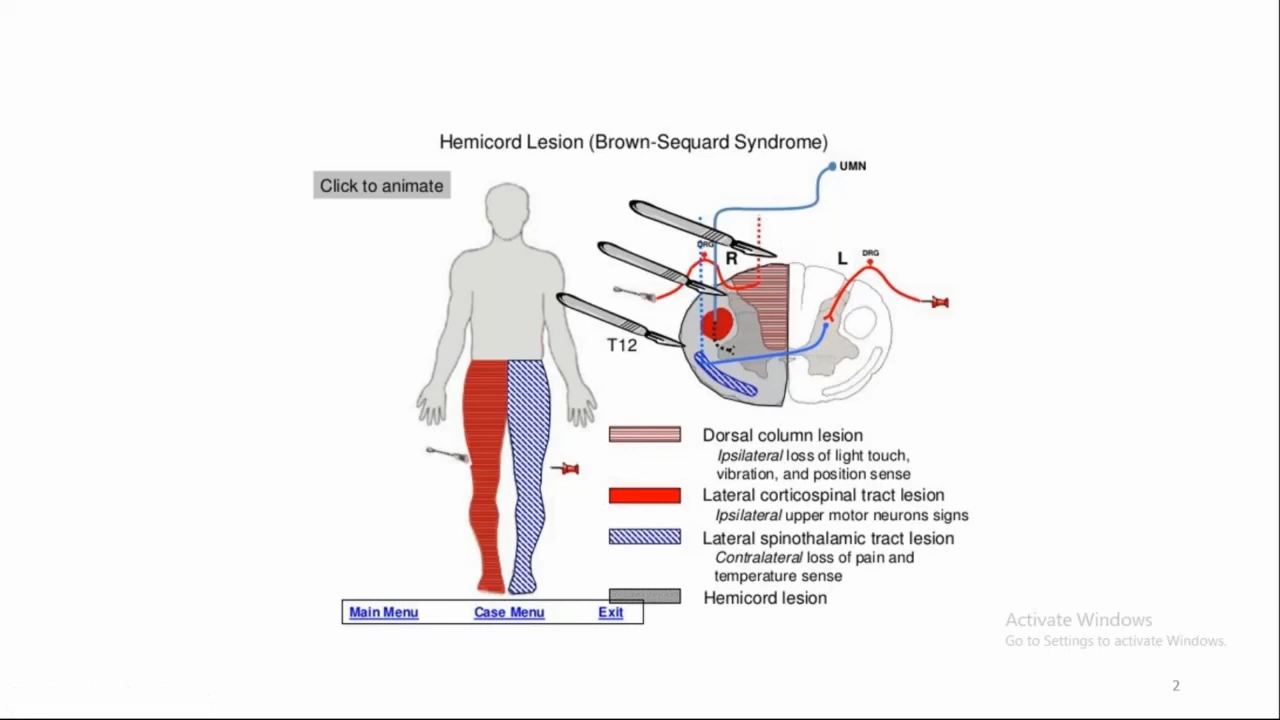 Hemicord Lesion (Brown-Sequard Syndrome)
Click to animate
UMN
DRG
R
L
DRG
T12
Dorsal column lesion
Ipsilateral loss of light touch,
vibration, and position sense
Lateral corticospinal tract lesion
Ipsilateral upper motor neurons signs
Lateral spinothalamic tract lesion
Contralateral loss of pain and
temperature sense
Hemicord lesion
Main Menu
Case Menu
Exit
Activate Windows
Go to Settings to activate Windows.
2